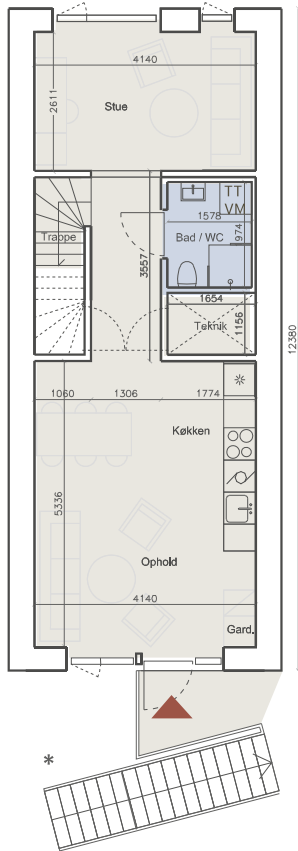 4140
2611
Stue
TT
VM
1578
974
Trappe
Bad / WC
3557
1654
Teknik
1156
12380
1060
1306
1774
Køkken
5336
Ophold
4140
Gard.
*